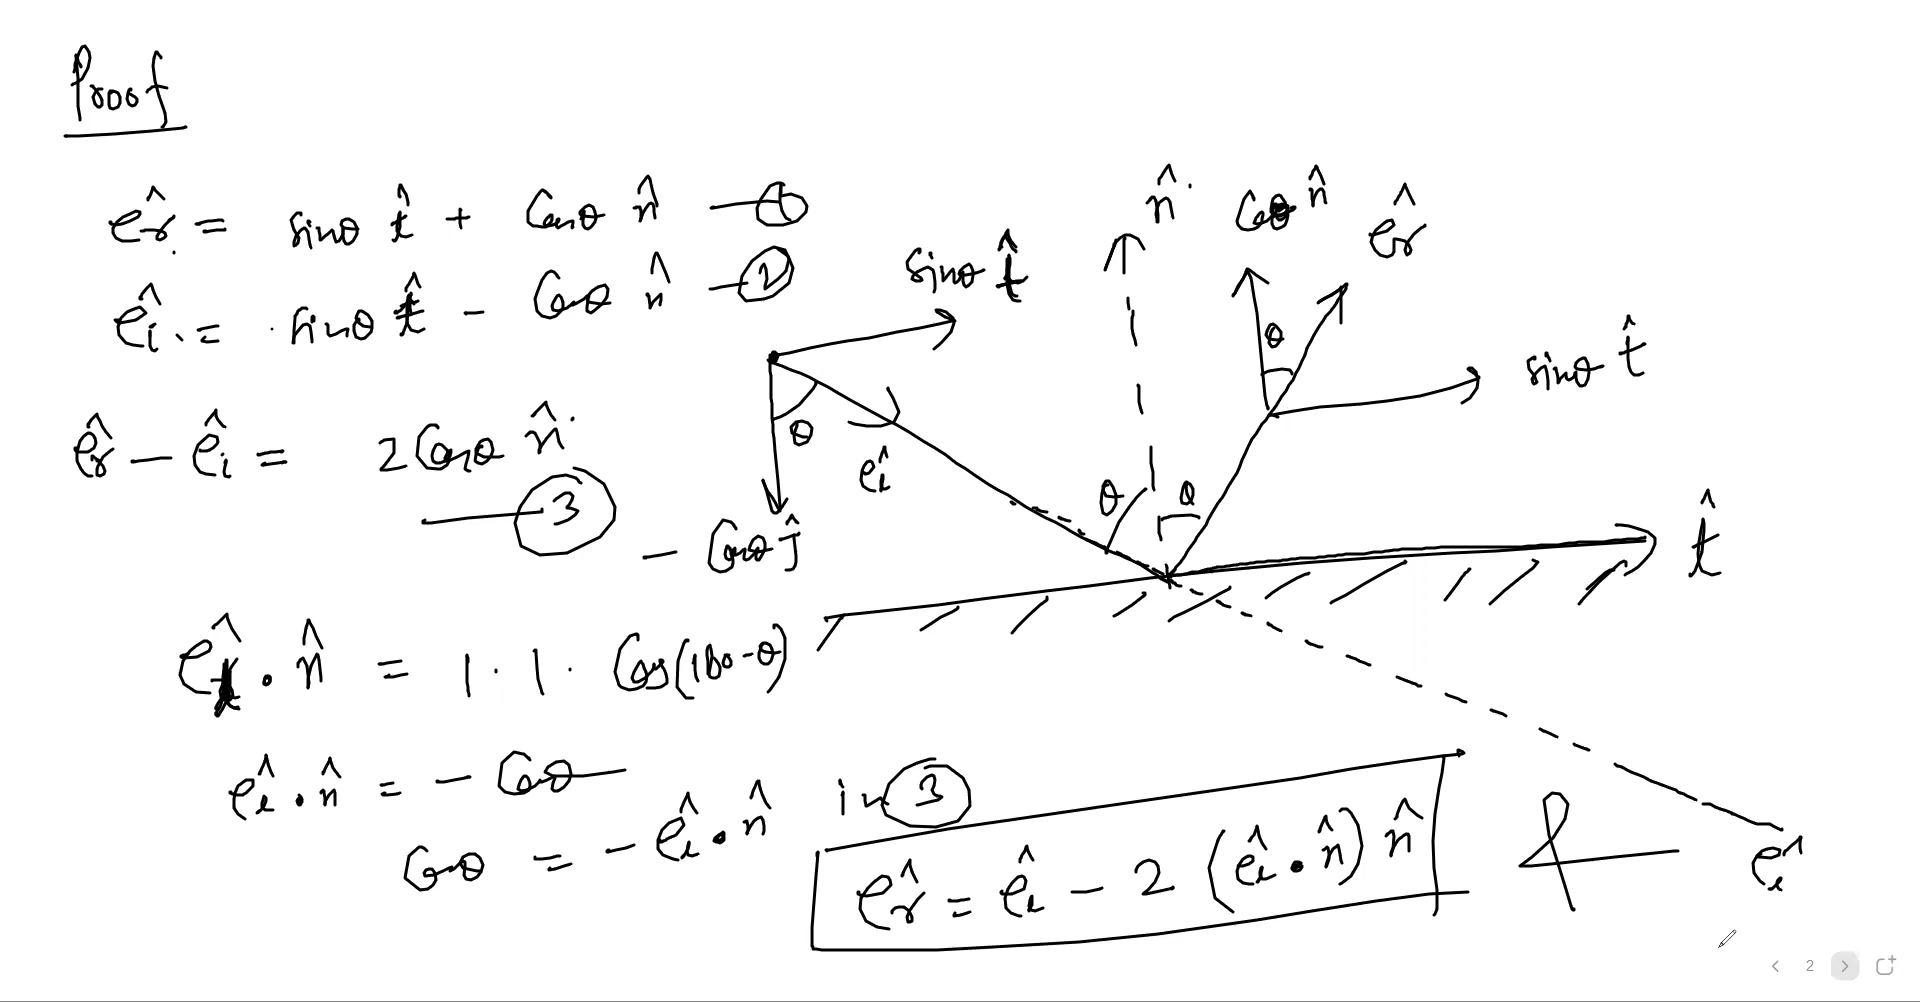 Proof
êr = sinθ t̂ + Cosθ n̂ — ①
êi = sinθ t̂ - Cosθ n̂ — ②
êr - êi = 2Cosθ n̂
— ③
êi . n̂ = 1 . 1 . Cos(180-θ)
êi . n̂ = - Cosθ
Cosθ = - êi . n̂ in ③
êr = êi - 2 (êi . n̂) n̂
n̂
Cosθ n̂
êr
sinθ t̂
θ
sinθ t̂
θ
êi
θ
θ
- Cosθ ĵ
t̂
êi
2